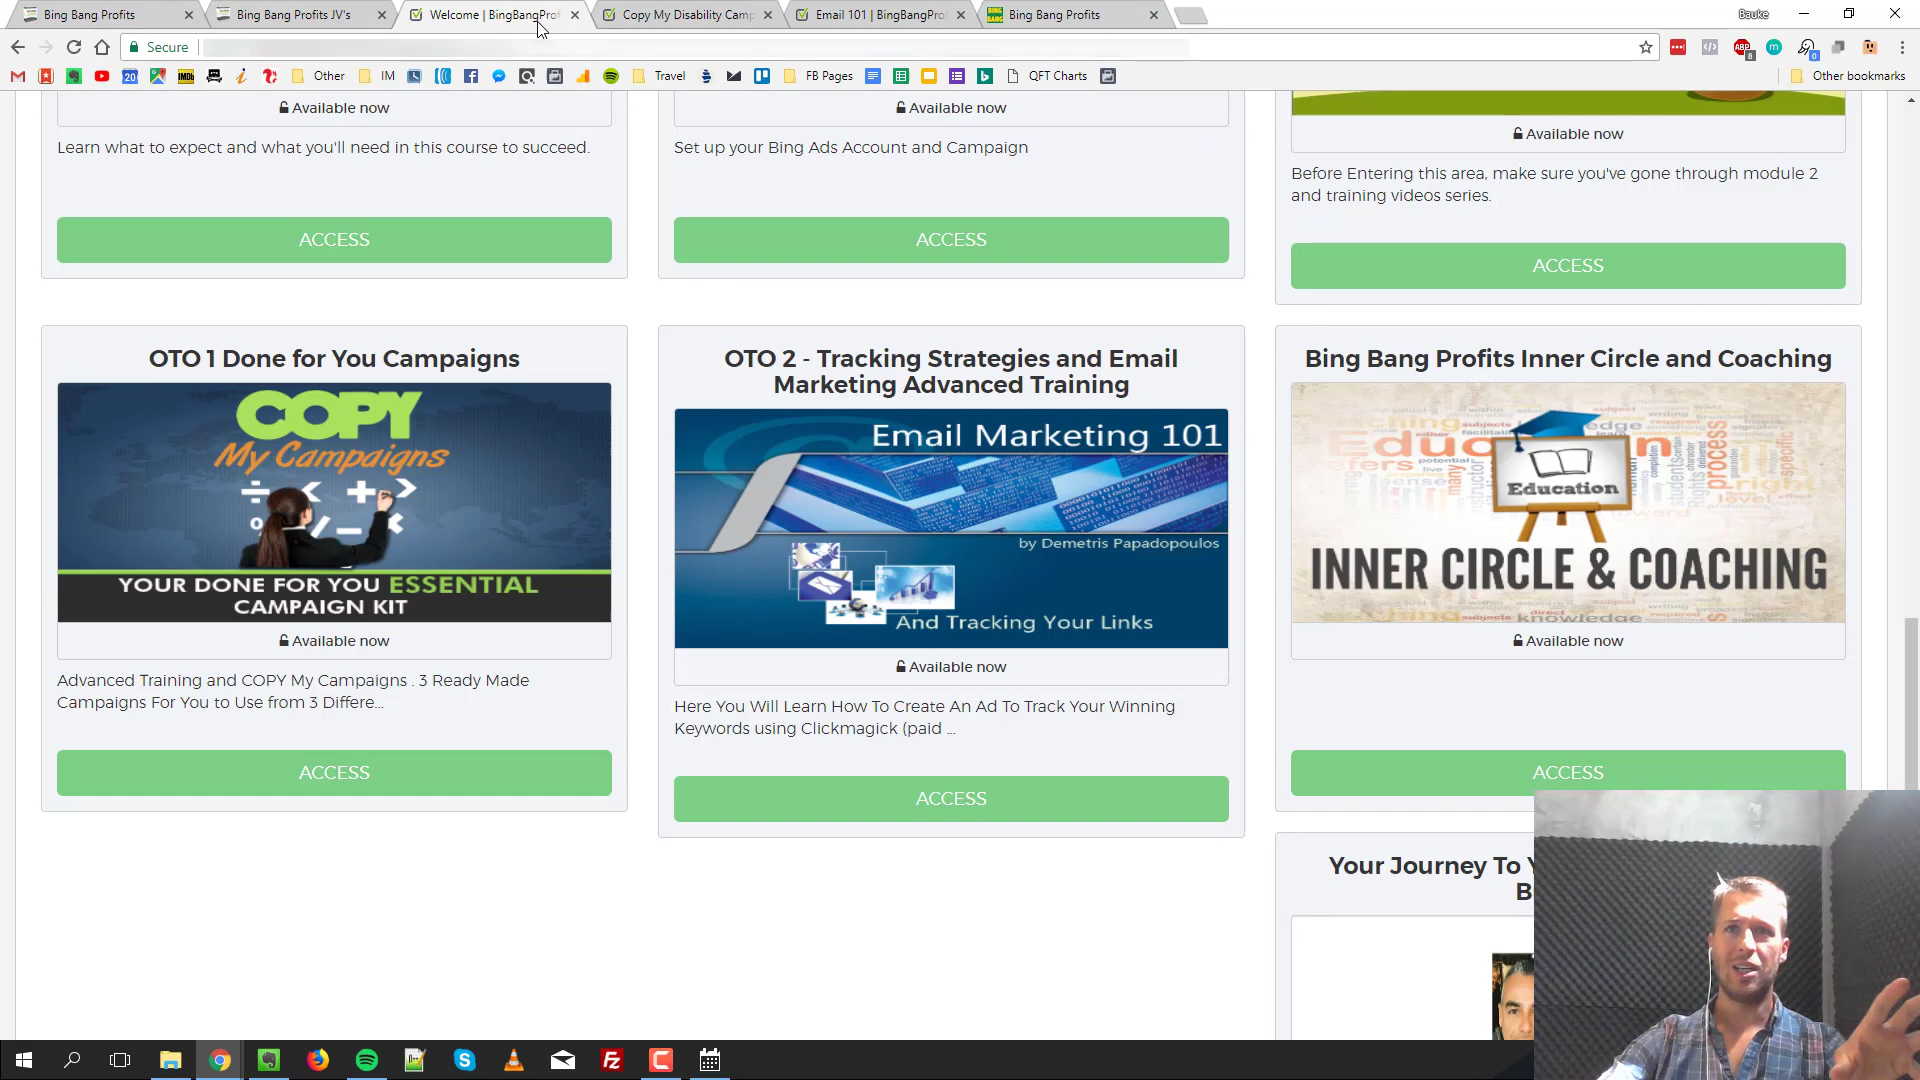 Bing Bang Profits
Bing Bang Profits JV's
Welcome | BingBangProf
Copy My Disability Camp
Email 101 | BingBangPro
Bing Bang Profits
Bauke
Secure
Other
IM
Travel
FB Pages
QFT Charts
Other bookmarks
Available now
Learn what to expect and what you'll need in this course to succeed.
ACCESS
Available now
Set up your Bing Ads Account and Campaign
ACCESS
Available now
Before Entering this area, make sure you've gone through module 2
and training videos series.
ACCESS
OTO 1 Done for You Campaigns
COPY
My Campaigns
YOUR DONE FOR YOU ESSENTIAL
CAMPAIGN KIT
Available now
Advanced Training and COPY My Campaigns . 3 Ready Made
Campaigns For You to Use from 3 Differe...
ACCESS
OTO 2 - Tracking Strategies and Email
Marketing Advanced Training
Email Marketing 101
by Demetris Papadopoulos
And Tracking Your Links
Available now
Here You Will Learn How To Create An Ad To Track Your Winning
Keywords using Clickmagick (paid ...
ACCESS
Bing Bang Profits Inner Circle and Coaching
Education
INNER CIRCLE & COACHING
Available now
ACCESS
Your Journey To Y
B